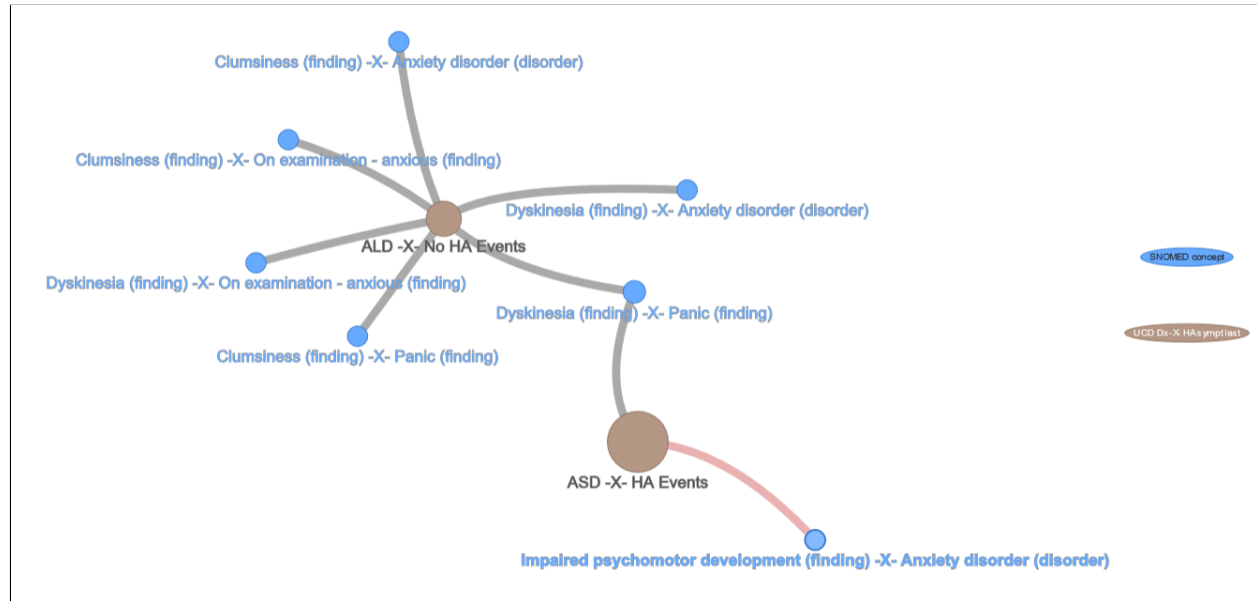 Clumsiness (finding) -X- Anxiety disorder (disorder)
Clumsiness (finding) -X- On examination - anxious (finding)
Dyskinesia (finding) -X- Anxiety disorder (disorder)
ALD -X- No HA Events
SNOMED concept
Dyskinesia (finding) -X- On examination - anxious (finding)
Dyskinesia (finding) -X- Panic (finding)
UCD Dx-X-HAsymptlast
Clumsiness (finding) -X- Panic (finding)
ASD -X- HA Events
Impaired psychomotor development (finding) -X- Anxiety disorder (disorder)